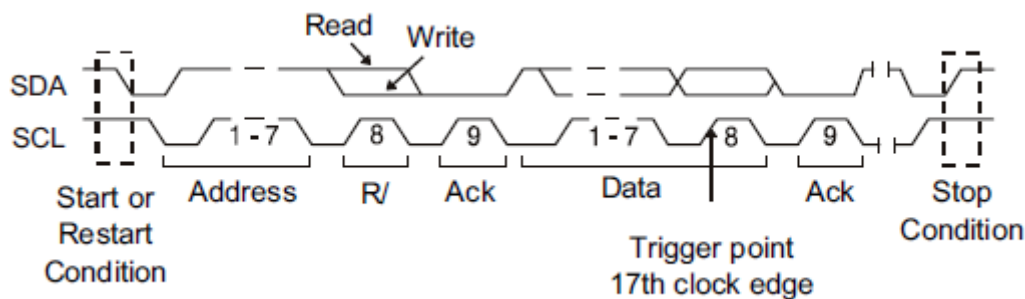 Read
Write
SDA
SCL
1 - 7
8
9
1 - 7
8
9
Address
R/
Ack
Data
Ack
Start or
Restart
Condition
Stop
Condition
Trigger point
17th clock edge